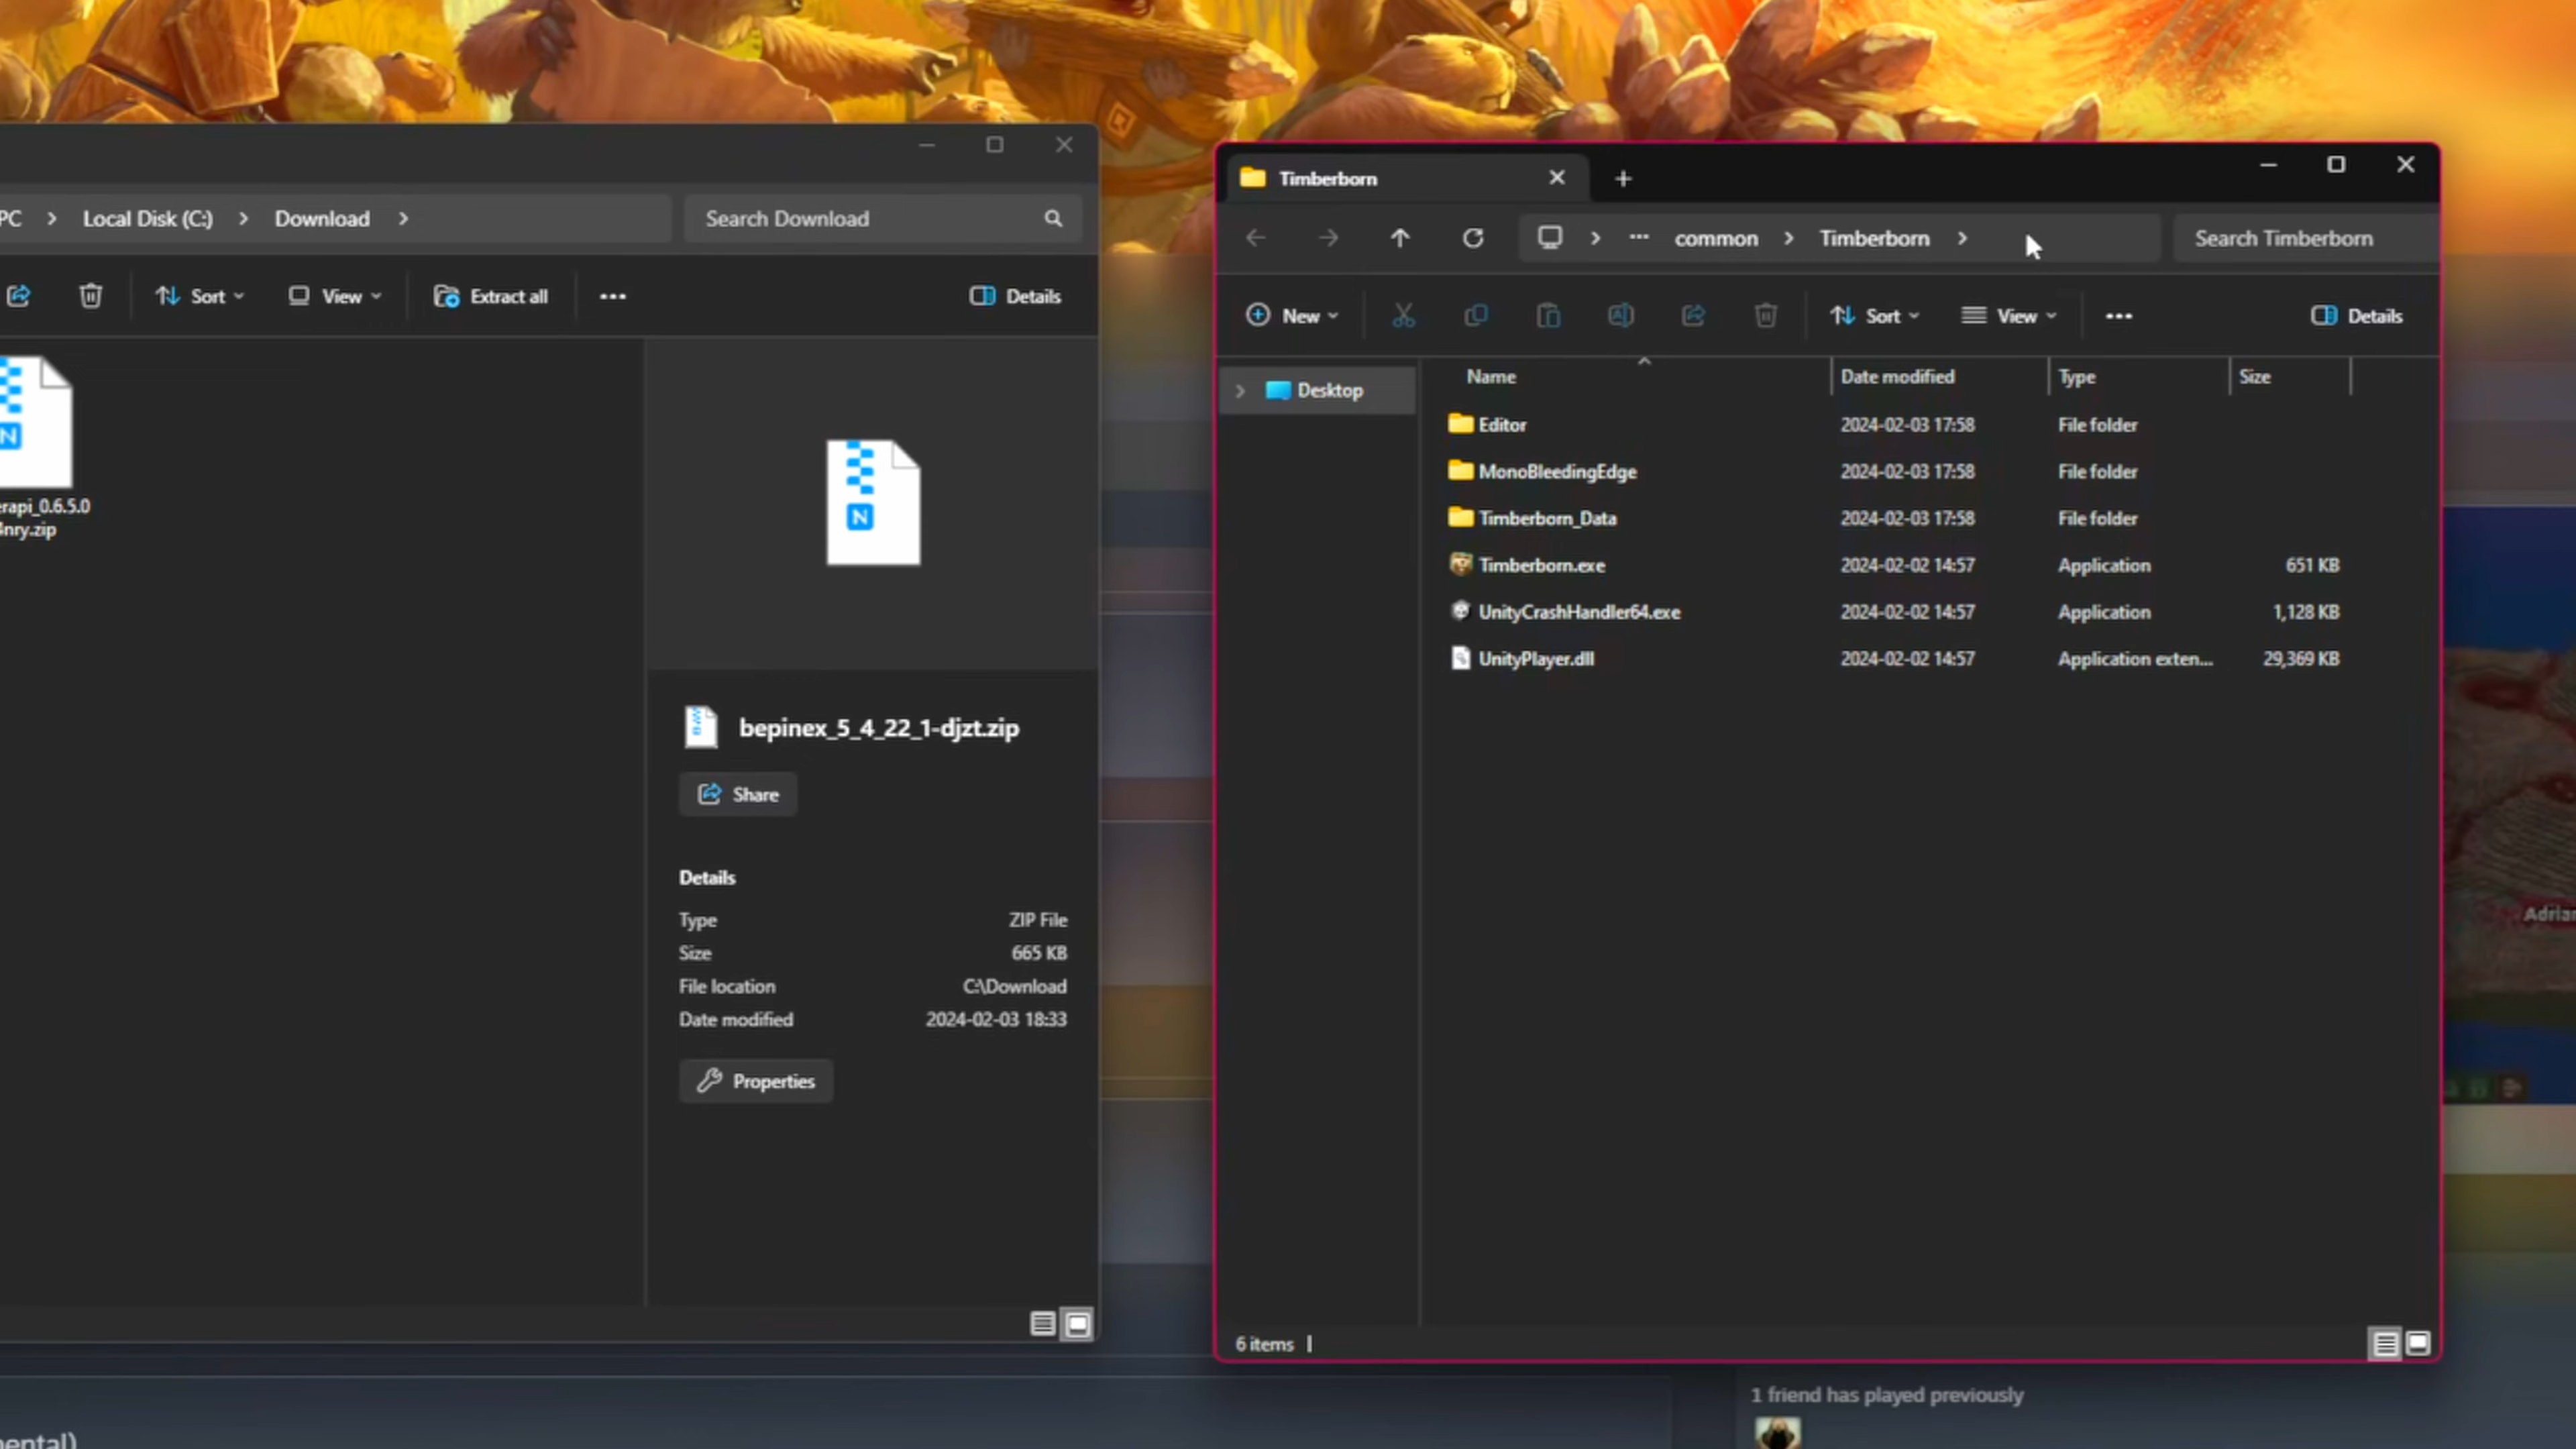 PC > Local Disk (C:) > Download >
Search Download
Sort
View
Extract all
Details
erapi_0.6.5.0
4nry.zip
N
N
bepinex_5_4_22_1-djzt.zip
Share
Details
Type ZIP File
Size 665 KB
File location C:\Download
Date modified 2024-02-03 18:33
Properties
Timberborn
common > Timberborn >
Search Timberborn
New
Sort
View
Details
Desktop
Name Date modified Type Size
Editor 2024-02-03 17:58 File folder
MonoBleedingEdge 2024-02-03 17:58 File folder
Timberborn_Data 2024-02-03 17:58 File folder
Timberborn.exe 2024-02-02 14:57 Application 651 KB
UnityCrashHandler64.exe 2024-02-02 14:57 Application 1,128 KB
UnityPlayer.dll 2024-02-02 14:57 Application exten... 29,369 KB
6 items
Adrian
1 friend has played previously
mental)